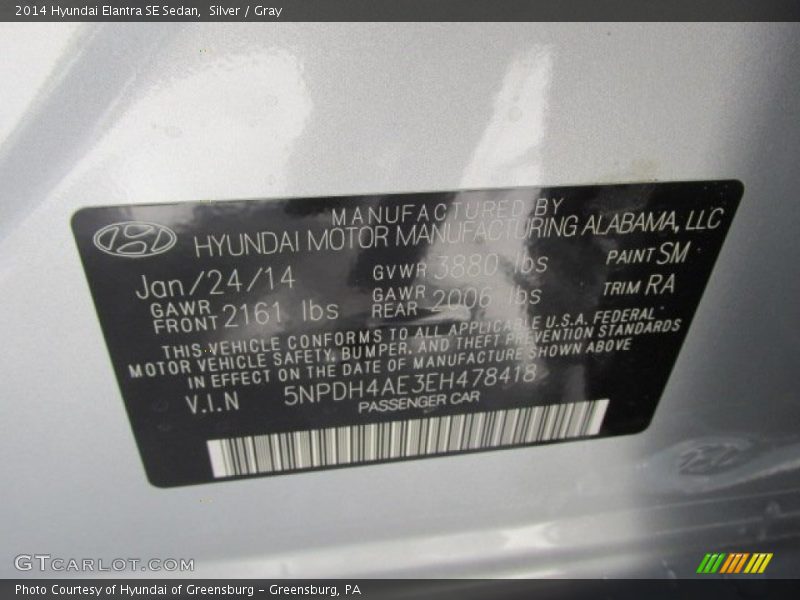 2014 Hyundai Elantra SE Sedan,  Silver / Gray
MANUFACTURED BY
HYUNDAI MOTOR MANUFACTURING ALABAMA, LLC
Jan/24/14 GVWR 3880 lbs PAINT SM
GAWR FRONT 2161 lbs GAWR REAR 2006 lbs TRIM RA
THIS VEHICLE CONFORMS TO ALL APPLICABLE U.S.A. FEDERAL
MOTOR VEHICLE SAFETY, BUMPER, AND THEFT PREVENTION STANDARDS
IN EFFECT ON THE DATE OF MANUFACTURE SHOWN ABOVE
V.I.N 5NPDH4AE3EH478418
PASSENGER CAR
GTCARLOT.COM
Photo Courtesy of Hyundai of Greensburg - Greensburg, PA